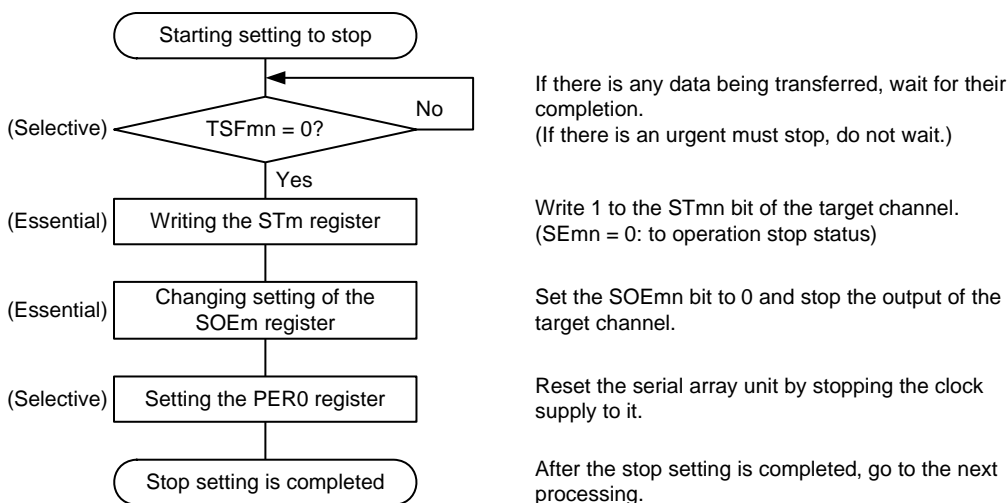 Starting setting to stop
No
(Selective)
TSFmn = 0?
If there is any data being transferred, wait for their
completion.
(If there is an urgent must stop, do not wait.)
Yes
(Essential)
Writing the STm register
Write 1 to the STmn bit of the target channel.
(SEmn = 0: to operation stop status)
(Essential)
Changing setting of the
SOEm register
Set the SOEmn bit to 0 and stop the output of the
target channel.
(Selective)
Setting the PER0 register
Reset the serial array unit by stopping the clock
supply to it.
Stop setting is completed
After the stop setting is completed, go to the next
processing.